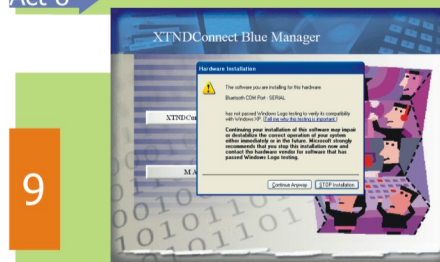 Act-6
XTNDConnect Blue Manager
Hardware Installation
The software you are installing for this hardware:
Bluetooth COM Port - SERIAL
has not passed Windows Logo testing to verify its compatibility
with Windows XP. (Tell me why this testing is important.)
Continuing your installation of this software may impair
or destabilize the correct operation of your system
either immediately or in the future. Microsoft strongly
recommends that you stop this installation now and
contact the hardware vendor for software that has
passed Windows Logo testing.
Continue Anyway
STOP Installation
XTNDCo
MA
9